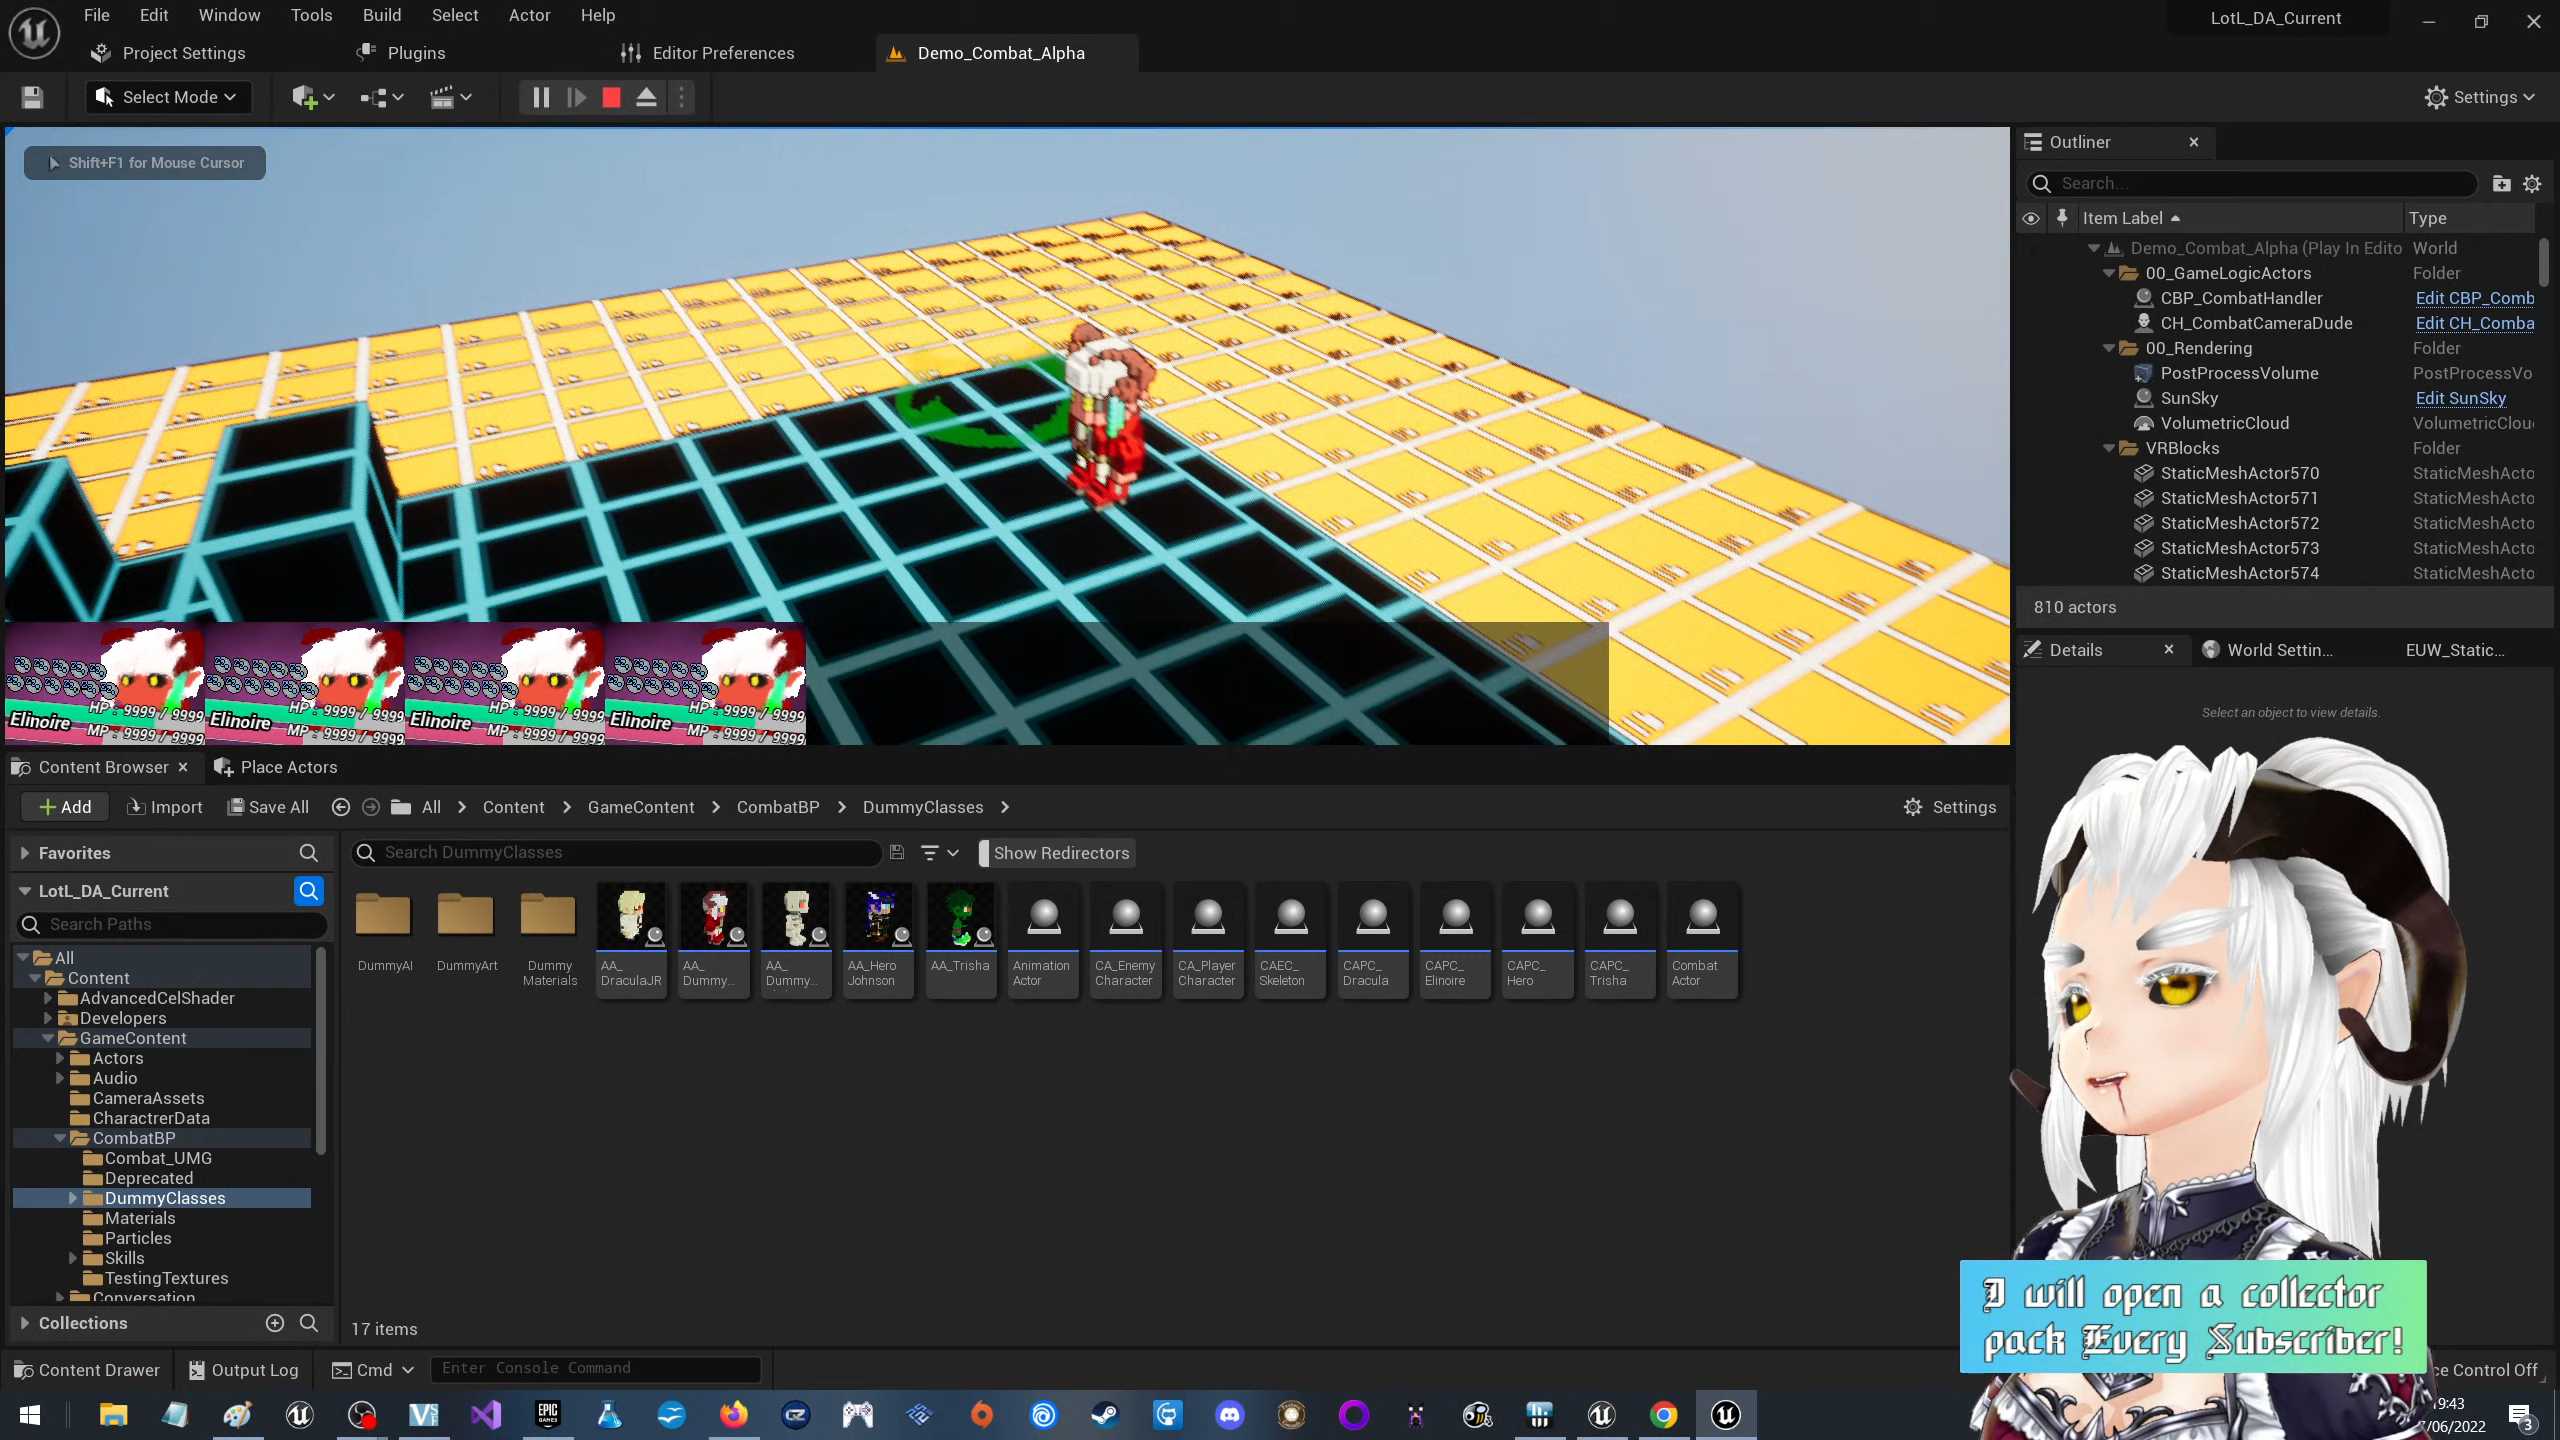 File Edit Window Tools Build Select Actor Help
LotL_DA_Current
Project Settings
Plugins
Editor Preferences
Demo_Combat_Alpha
Select Mode
Settings
Shift+F1 for Mouse Cursor
Outliner
Search...
Item Label
Type
Demo_Combat_Alpha (Play In Edito World
00_GameLogicActors Folder
CBP_CombatHandler Edit CBP_Comb
CH_CombatCameraDude Edit CH_Comba
00_Rendering Folder
PostProcessVolume PostProcessVo
SunSky Edit SunSky
VolumetricCloud VolumetricClou
VRBlocks Folder
StaticMeshActor570 StaticMeshActo
StaticMeshActor571 StaticMeshActo
StaticMeshActor572 StaticMeshActo
StaticMeshActor573 StaticMeshActo
StaticMeshActor574 StaticMeshActo
810 actors
Details
World Settin...
EUW_Static...
Select an object to view details.
Elinoire HP : 9999 / 9999
MP : 9999 / 9999
Elinoire HP : 9999 / 9999
MP : 9999 / 9999
Elinoire HP : 9999 / 9999
MP : 9999 / 9999
Elinoire HP : 9999 / 9999
MP : 9999 / 9999
Content Browser
Place Actors
Add Import Save All All Content GameContent CombatBP DummyClasses
Settings
Favorites
Search DummyClasses
Show Redirectors
LotL_DA_Current
Search Paths
All
Content
AdvancedCelShader
Developers
GameContent
Actors
Audio
CameraAssets
CharactrerData
CombatBP
Combat_UMG
Deprecated
DummyClasses
Materials
Particles
Skills
TestingTextures
Conversation
Collections
DummyAI
DummyArt
Dummy
Materials
AA_
DraculaJR
AA_
Dummy...
AA_
Dummy...
AA_Hero
Johnson
AA_Trisha
Animation
Actor
CA_Enemy
Character
CA_Player
Character
CAEC_
Skeleton
CAPC_
Dracula
CAPC_
Elinoire
CAPC_
Hero
CAPC_
Trisha
Combat
Actor
17 items
I will open a collector
pack Every Subscriber!
Content Drawer
Output Log
Cmd
Enter Console Command
ce Control Off
19:43
/06/2022
3